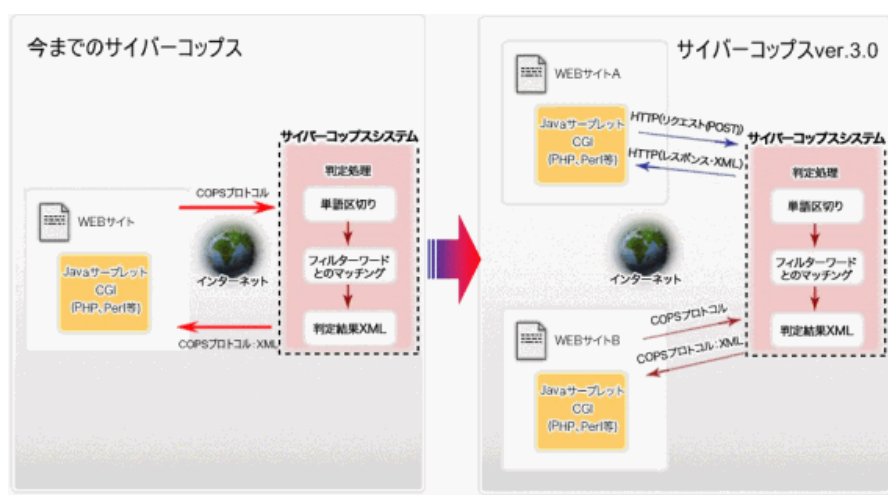 今までのサイバーコップス
サイバーコップスシステム
判定処理
COPSプロトコル
単語区切り
WEBサイト
Javaサーブレット
CGI
(PHP、Perl等)
インターネット
フィルターワード
とのマッチング
判定結果XML
COPSプロトコル:XML
サイバーコップスver.3.0
WEBサイトA
Javaサーブレット
CGI
(PHP、Perl等)
HTTP(リクエスト(POST))
HTTP(レスポンス・XML)
サイバーコップスシステム
判定処理
単語区切り
フィルターワード
とのマッチング
判定結果XML
インターネット
COPSプロトコル
COPSプロトコル:XML
WEBサイトB
Javaサーブレット
CGI
(PHP、Perl等)